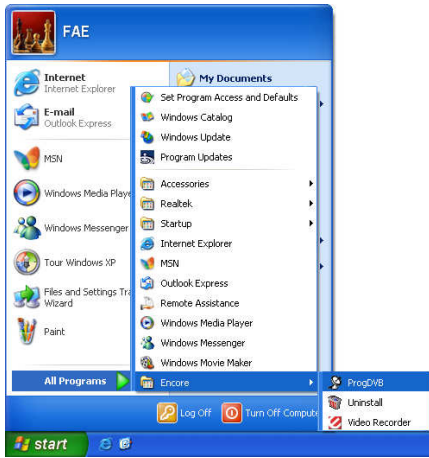 FAE
Internet
Internet Explorer
E-mail
Outlook Express
MSN
Windows Media Playe
Windows Messenger
Tour Windows XP
Files and Settings Tra
Wizard
Paint
All Programs
My Documents
Set Program Access and Defaults
Windows Catalog
Windows Update
Program Updates
Accessories
Realtek
Startup
Internet Explorer
MSN
Outlook Express
Remote Assistance
Windows Media Player
Windows Messenger
Windows Movie Maker
Encore
ProgDVB
Uninstall
Video Recorder
Log Off
Turn Off Compute
start